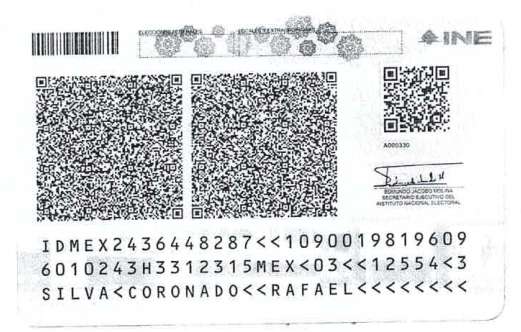 ELECCIONES FEDERALES LOCALES Y EXTRAORDINARIAS
INE
A000330
EDMUNDO JACOBO MOLINA
SECRETARIO EJECUTIVO DEL
INSTITUTO NACIONAL ELECTORAL
IDMEX2436448287<<1090019819609
6010243H3312315MEX<03<<12554<3
SILVA<CORONADO<<RAFAEL<<<<<<<<